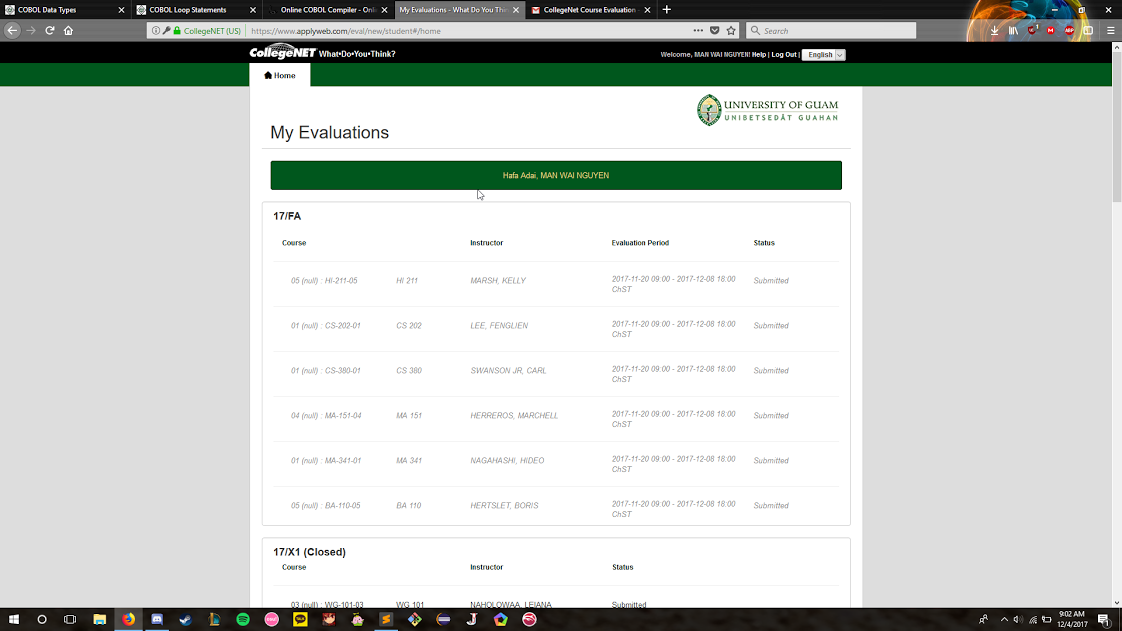 COBOL Data Types
COBOL Loop Statements
Online COBOL Compiler - Onli
My Evaluations – What Do You Thi
CollegeNet Course Evaluation
CollegeNET (US)
https://www.applyweb.com/eval/new/student#/home
Search
CollegeNET What•Do•You•Think?
Welcome, MAN WAI NGUYEN! Help | Log Out | English
Home
UNIVERSITY OF GUAM
UNIBETSEDÅT GUAHAN
My Evaluations
Hafa Adai, MAN WAI NGUYEN
17/FA
Course Instructor Evaluation Period Status
05 (null) : HI-211-05 HI 211 MARSH, KELLY 2017-11-20 09:00 - 2017-12-08 18:00 Submitted
ChST
01 (null) : CS-202-01 CS 202 LEE, FENGLIEN 2017-11-20 09:00 - 2017-12-08 18:00 Submitted
ChST
01 (null) : CS-380-01 CS 380 SWANSON JR, CARL 2017-11-20 09:00 - 2017-12-08 18:00 Submitted
ChST
04 (null) : MA-151-04 MA 151 HERREROS, MARCHELL 2017-11-20 09:00 - 2017-12-08 18:00 Submitted
ChST
01 (null) : MA-341-01 MA 341 NAGAHASHI, HIDEO 2017-11-20 09:00 - 2017-12-08 18:00 Submitted
ChST
05 (null) : BA-110-05 BA 110 HERTSLET, BORIS 2017-11-20 09:00 - 2017-12-08 18:00 Submitted
ChST
17/X1 (Closed)
Course Instructor Status
03 (null) : WG-101-03 WG 101 NAHOLOWAA, LEIANA Submitted
9:02 AM
12/4/2017